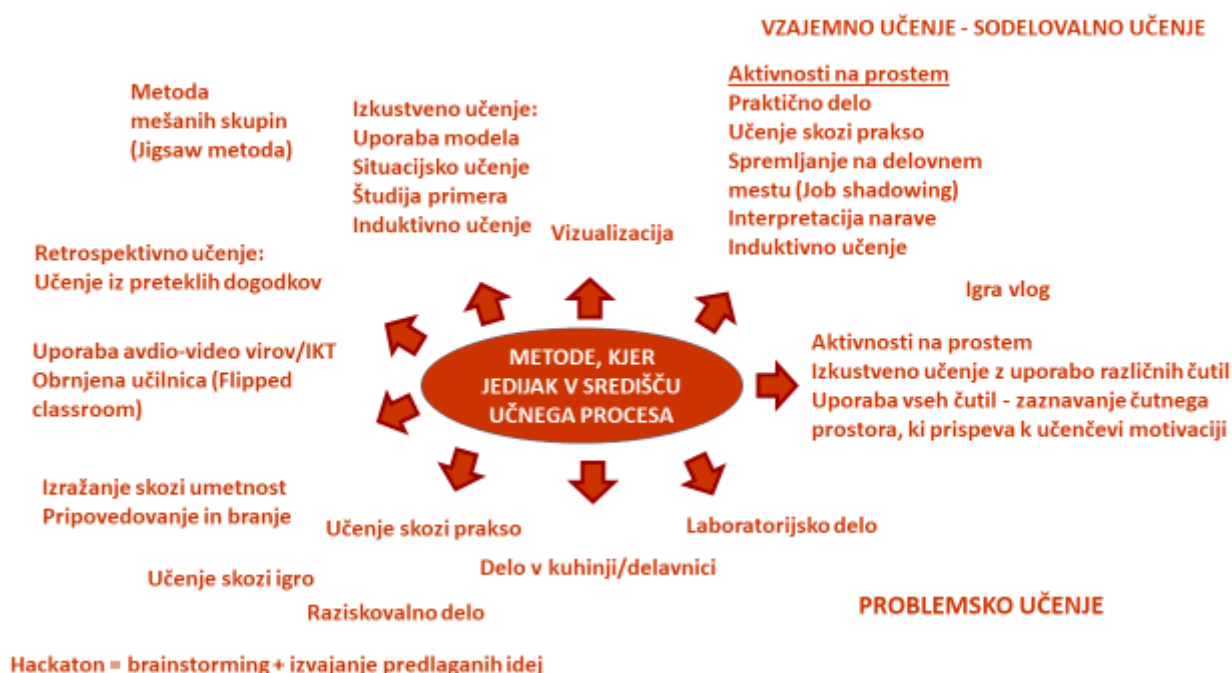 VZAJEMNO UČENJE - SODELOVALNO UČENJE
Metoda
mešanih skupin
(Jigsaw metoda)
Izkustveno učenje:
Uporaba modela
Situacijsko učenje
Študija primera
Induktivno učenje
Vizualizacija
Aktivnosti na prostem
Praktično delo
Učenje skozi prakso
Spremljanje na delovnem
mestu (Job shadowing)
Interpretacija narave
Induktivno učenje
Igra vlog
Retrospektivno učenje:
Učenje iz preteklih dogodkov
Uporaba avdio-video virov/IKT
Obrnjena učilnica (Flipped
classroom)
METODE, KJER
JEDIJAK V SREDIŠČU
UČNEGA PROCESA
Aktivnosti na prostem
Izkustveno učenje z uporabo različnih čutil
Uporaba vseh čutil - zaznavanje čutnega
prostora, ki prispeva k učenčevi motivaciji
Izražanje skozi umetnost
Pripovedovanje in branje
Učenje skozi prakso
Laboratorijsko delo
Delo v kuhinji/delavnici
Učenje skozi igro
Raziskovalno delo
PROBLEMSKO UČENJE
Hackaton = brainstorming + izvajanje predlaganih idej